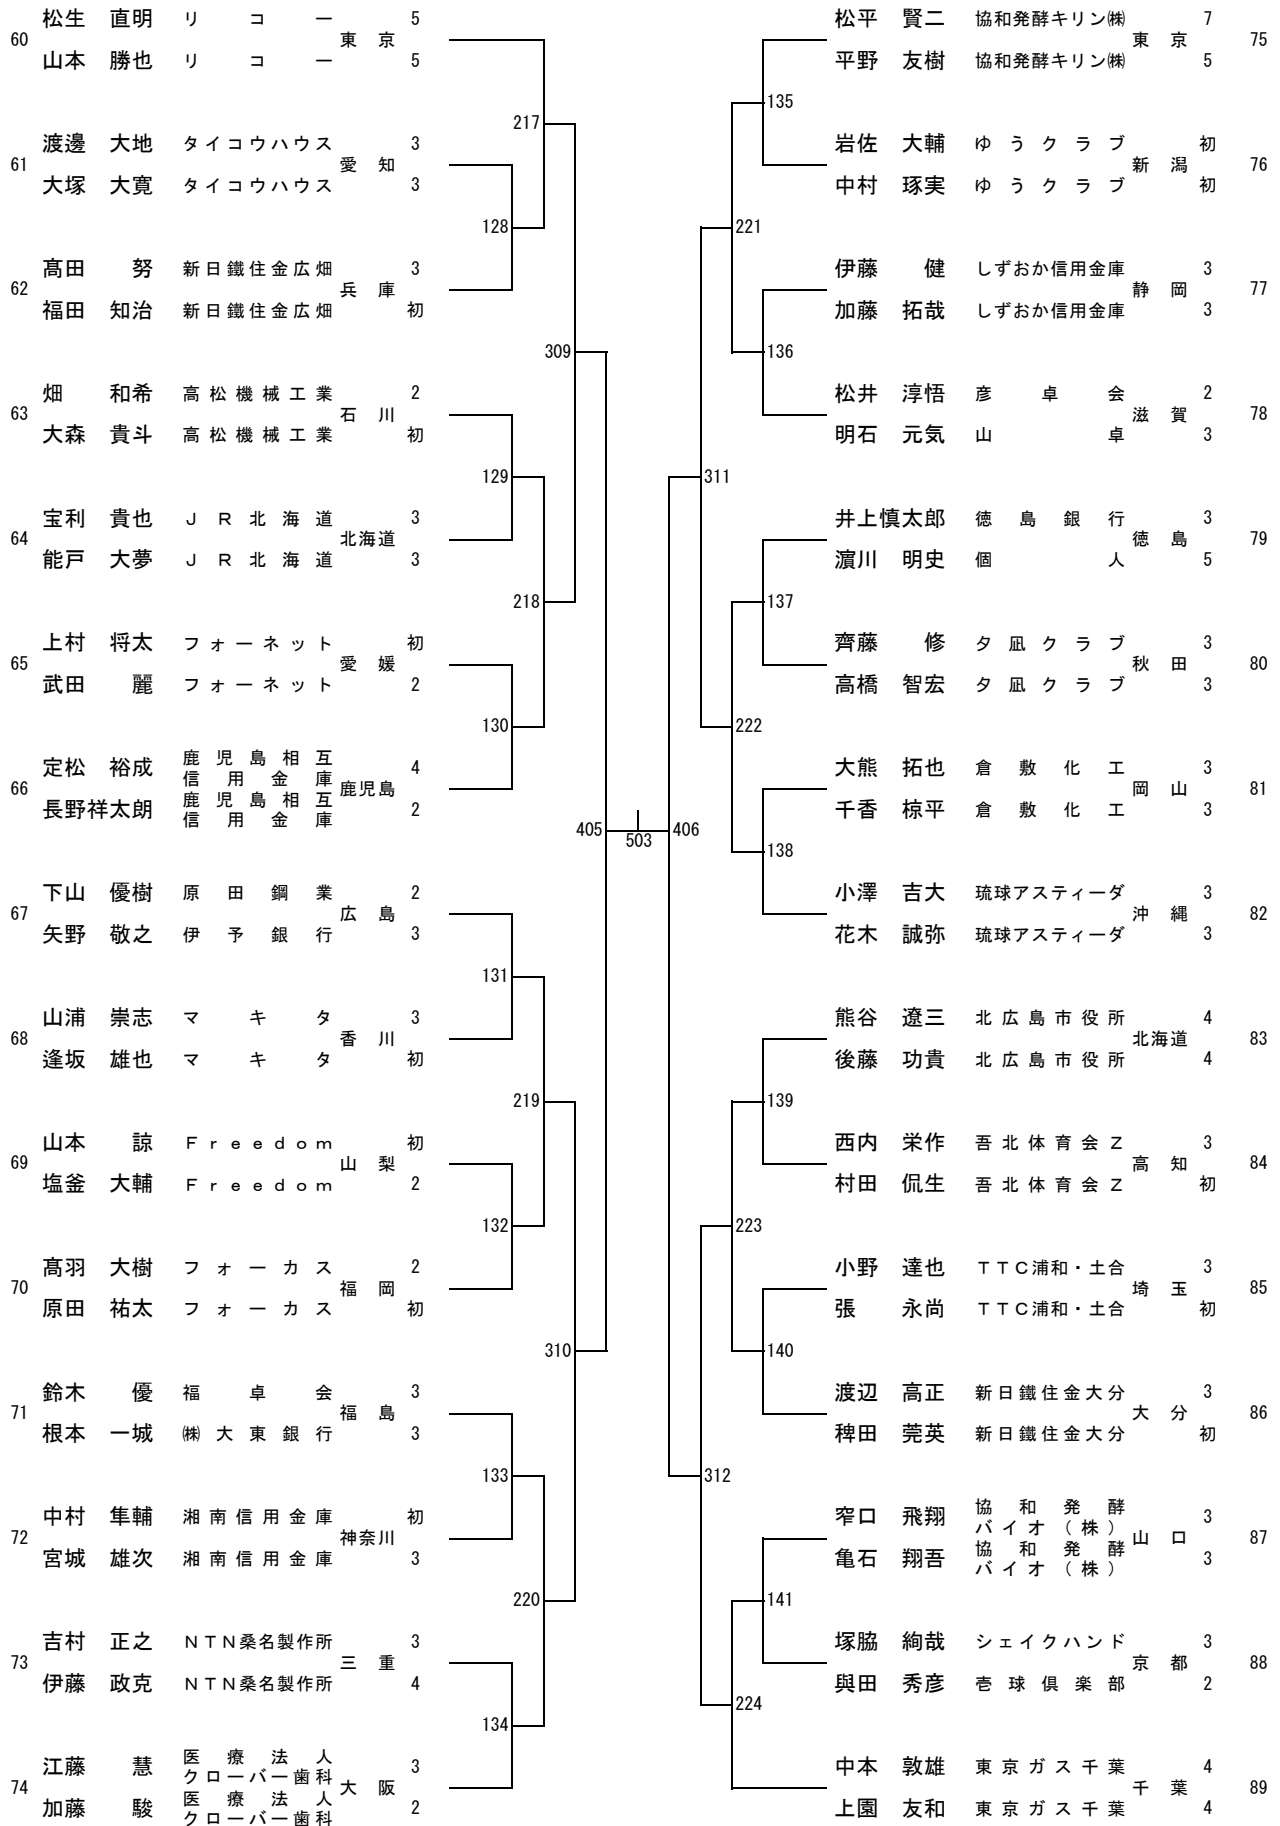 松生 直明 リコー 5
60 東京
山本 勝也 リコー 5
217
渡邊 大地 タイコウハウス 3
61 愛知
大塚 大寛 タイコウハウス 3
128
髙田 努 新日鐵住金広畑 3
62 兵庫
福田 知治 新日鐵住金広畑 初
309
畑 和希 高松機械工業 2
63 石川
大森 貴斗 高松機械工業 初
129
宝利 貴也 JR北海道 3
64 北海道
能戸 大夢 JR北海道 3
218
上村 将太 フォーネット 初
65 愛媛
武田 麗 フォーネット 2
130
定松 裕成 鹿児島相互 4
信用金庫
66 鹿児島
長野祥太朗 鹿児島相互 2
信用金庫
405 503 406
下山 優樹 原田鋼業 2
67 広島
矢野 敬之 伊予銀行 3
131
山浦 崇志 マキタ 3
68 香川
逢坂 雄也 マキタ 初
219
山本 諒 Freedom 初
69 山梨
塩釜 大輔 Freedom 2
132
髙羽 大樹 フォーカス 2
70 福岡
原田 祐太 フォーカス 初
310
鈴木 優 福卓会 3
71 福島
根本 一城 ㈱大東銀行 3
133
中村 隼輔 湘南信用金庫 初
72 神奈川
宮城 雄次 湘南信用金庫 3
220
吉村 正之 NTN桑名製作所 3
73 三重
伊藤 政克 NTN桑名製作所 4
134
江藤 慧 医療法人 3
クローバー歯科
74 大阪
加藤 駿 医療法人 2
クローバー歯科
松平 賢二 協和発酵キリン㈱ 7
東京 75
平野 友樹 協和発酵キリン㈱ 5
135
岩佐 大輔 ゆうクラブ 初
新潟 76
中村 琢実 ゆうクラブ 初
221
伊藤 健 しずおか信用金庫 3
静岡 77
加藤 拓哉 しずおか信用金庫 3
136
松井 淳悟 彦卓会 2
滋賀 78
明石 元気 山卓 3
311
井上慎太郎 徳島銀行 3
徳島 79
濵川 明史 個人 5
137
齊藤 修 夕凪クラブ 3
秋田 80
高橋 智宏 夕凪クラブ 3
222
大熊 拓也 倉敷化工 3
岡山 81
千香 椋平 倉敷化工 3
138
小澤 吉大 琉球アスティーダ 3
沖縄 82
花木 誠弥 琉球アスティーダ 3
熊谷 遼三 北広島市役所 4
北海道 83
後藤 功貴 北広島市役所 4
139
西内 栄作 吾北体育会Z 3
高知 84
村田 侃生 吾北体育会Z 初
223
小野 達也 TTC浦和・土合 3
埼玉 85
張 永尚 TTC浦和・土合 初
140
渡辺 高正 新日鐵住金大分 3
大分 86
稗田 莞英 新日鐵住金大分 初
312
窄口 飛翔 協和発酵 3
バイオ(株)
山口 87
亀石 翔吾 協和発酵 3
バイオ(株)
141
塚脇 絢哉 シェイクハンド 3
京都 88
與田 秀彦 壱球倶楽部 2
224
中本 敦雄 東京ガス千葉 4
千葉 89
上園 友和 東京ガス千葉 4